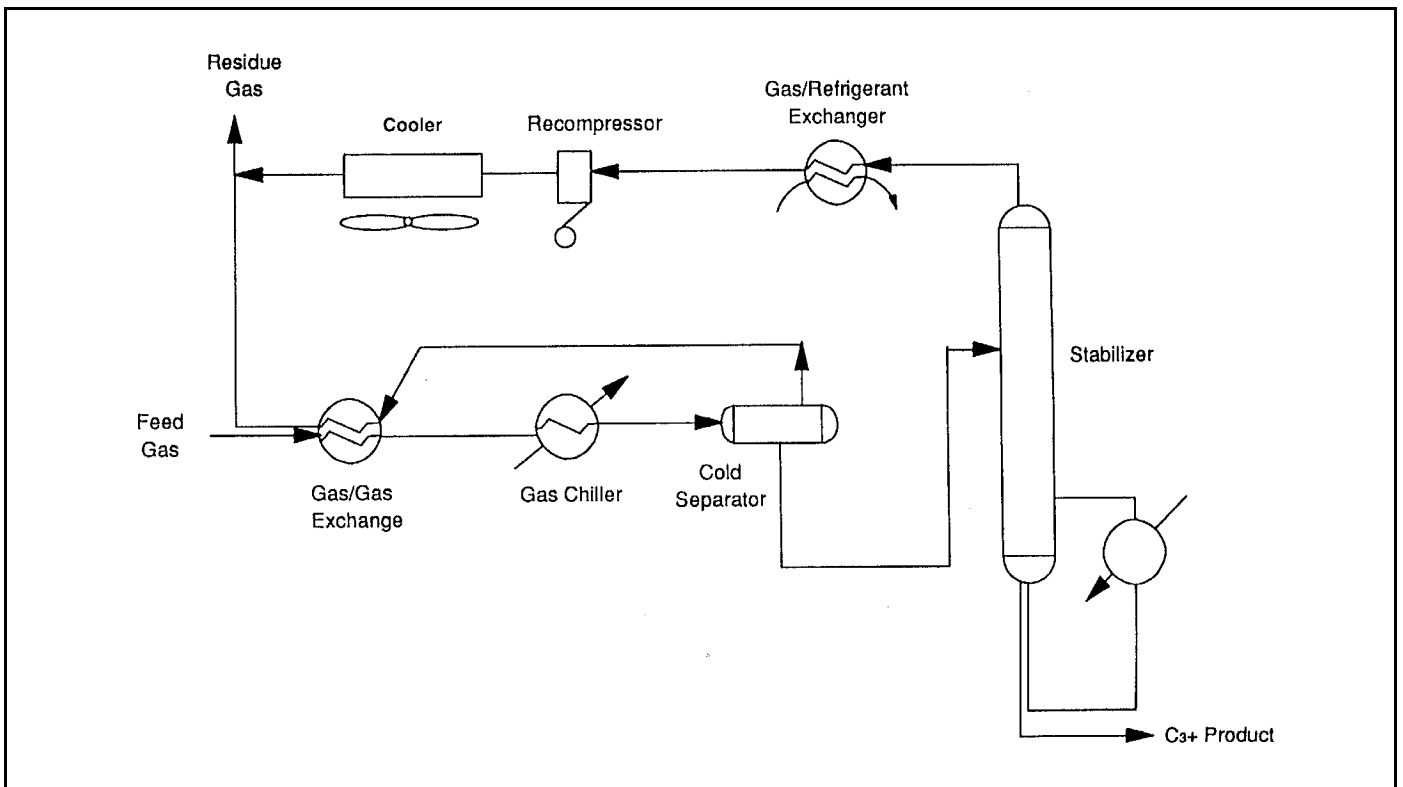 Residue
Gas
Cooler
Recompressor
Gas/Refrigerant
Exchanger
Stabilizer
Feed
Gas
Gas/Gas
Exchange
Gas Chiller
Cold
Separator
C3+ Product